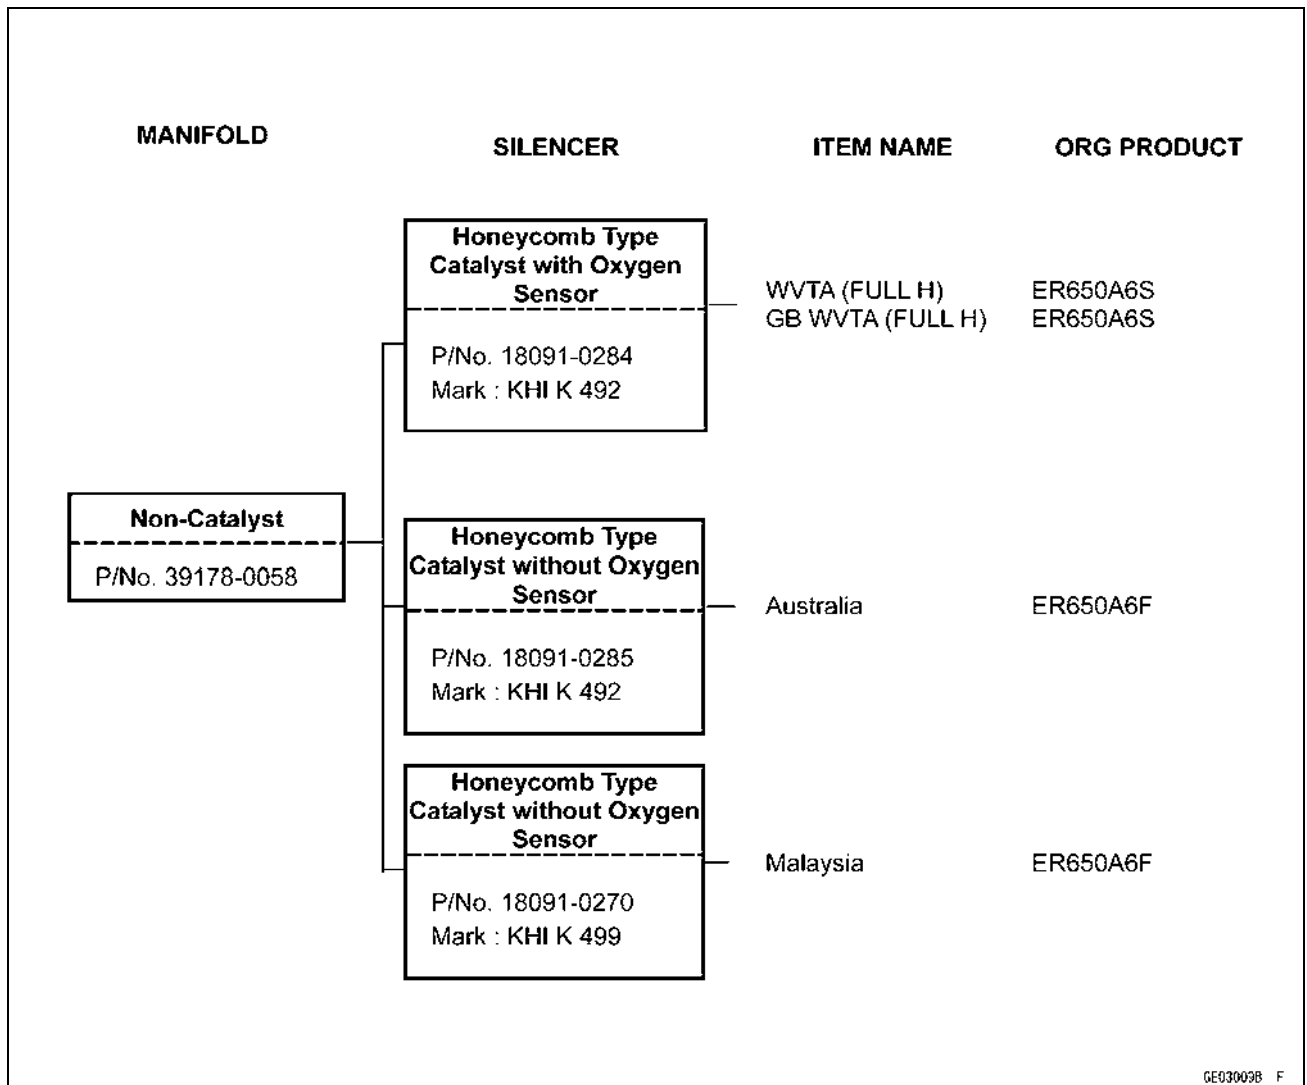 MANIFOLD
SILENCER
ITEM NAME
ORG PRODUCT
Honeycomb Type
Catalyst with Oxygen
Sensor
P/No. 18091-0284
Mark : KHI K 492
WVTA (FULL H)
ER650A6S
GB WVTA (FULL H)
ER650A6S
Non-Catalyst
P/No. 39178-0058
Honeycomb Type
Catalyst without Oxygen
Sensor
P/No. 18091-0285
Mark : KHI K 492
Australia
ER650A6F
Honeycomb Type
Catalyst without Oxygen
Sensor
P/No. 18091-0270
Mark : KHI K 499
Malaysia
ER650A6F
GE03009B F